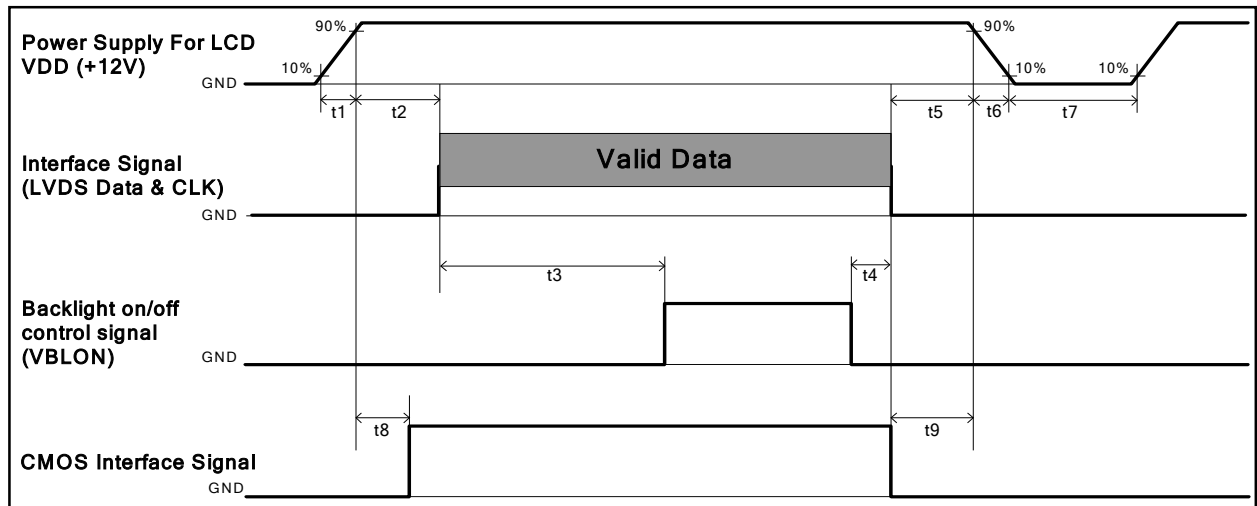 90%
90%
Power Supply For LCD
VDD (+12V)
10%
10%
10%
GND
t1
t2
t5
t6
t7
Valid Data
Interface Signal
(LVDS Data & CLK)
GND
t3
t4
Backlight on/off
control signal
(VBLON)
GND
t8
t9
CMOS Interface Signal
GND